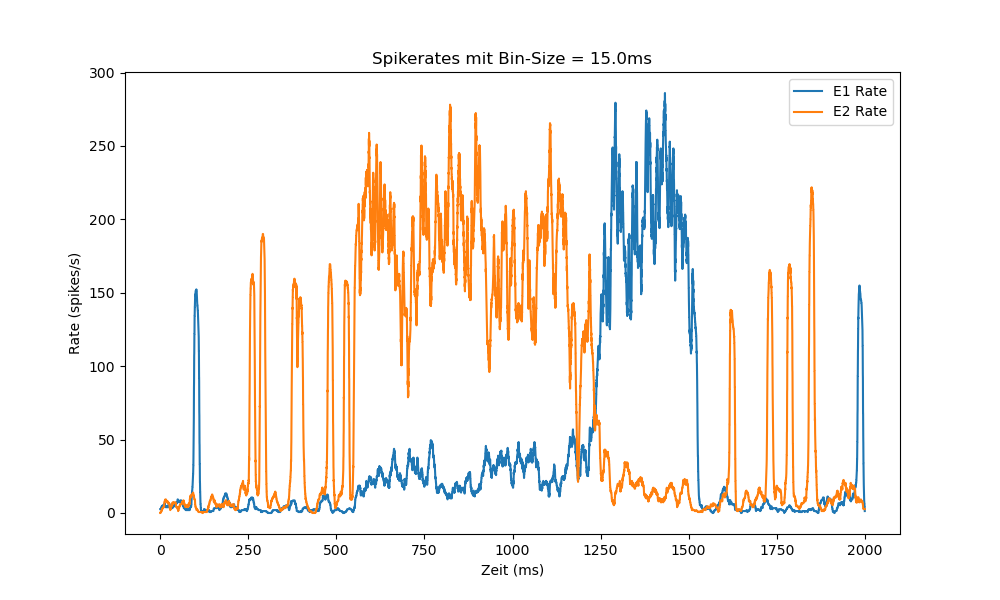 Spikerates mit Bin-Size = 15.0ms
E1 Rate
E2 Rate
Rate (spikes/s)
300
250
200
150
100
50
0
0 250 500 750 1000 1250 1500 1750 2000
Zeit (ms)